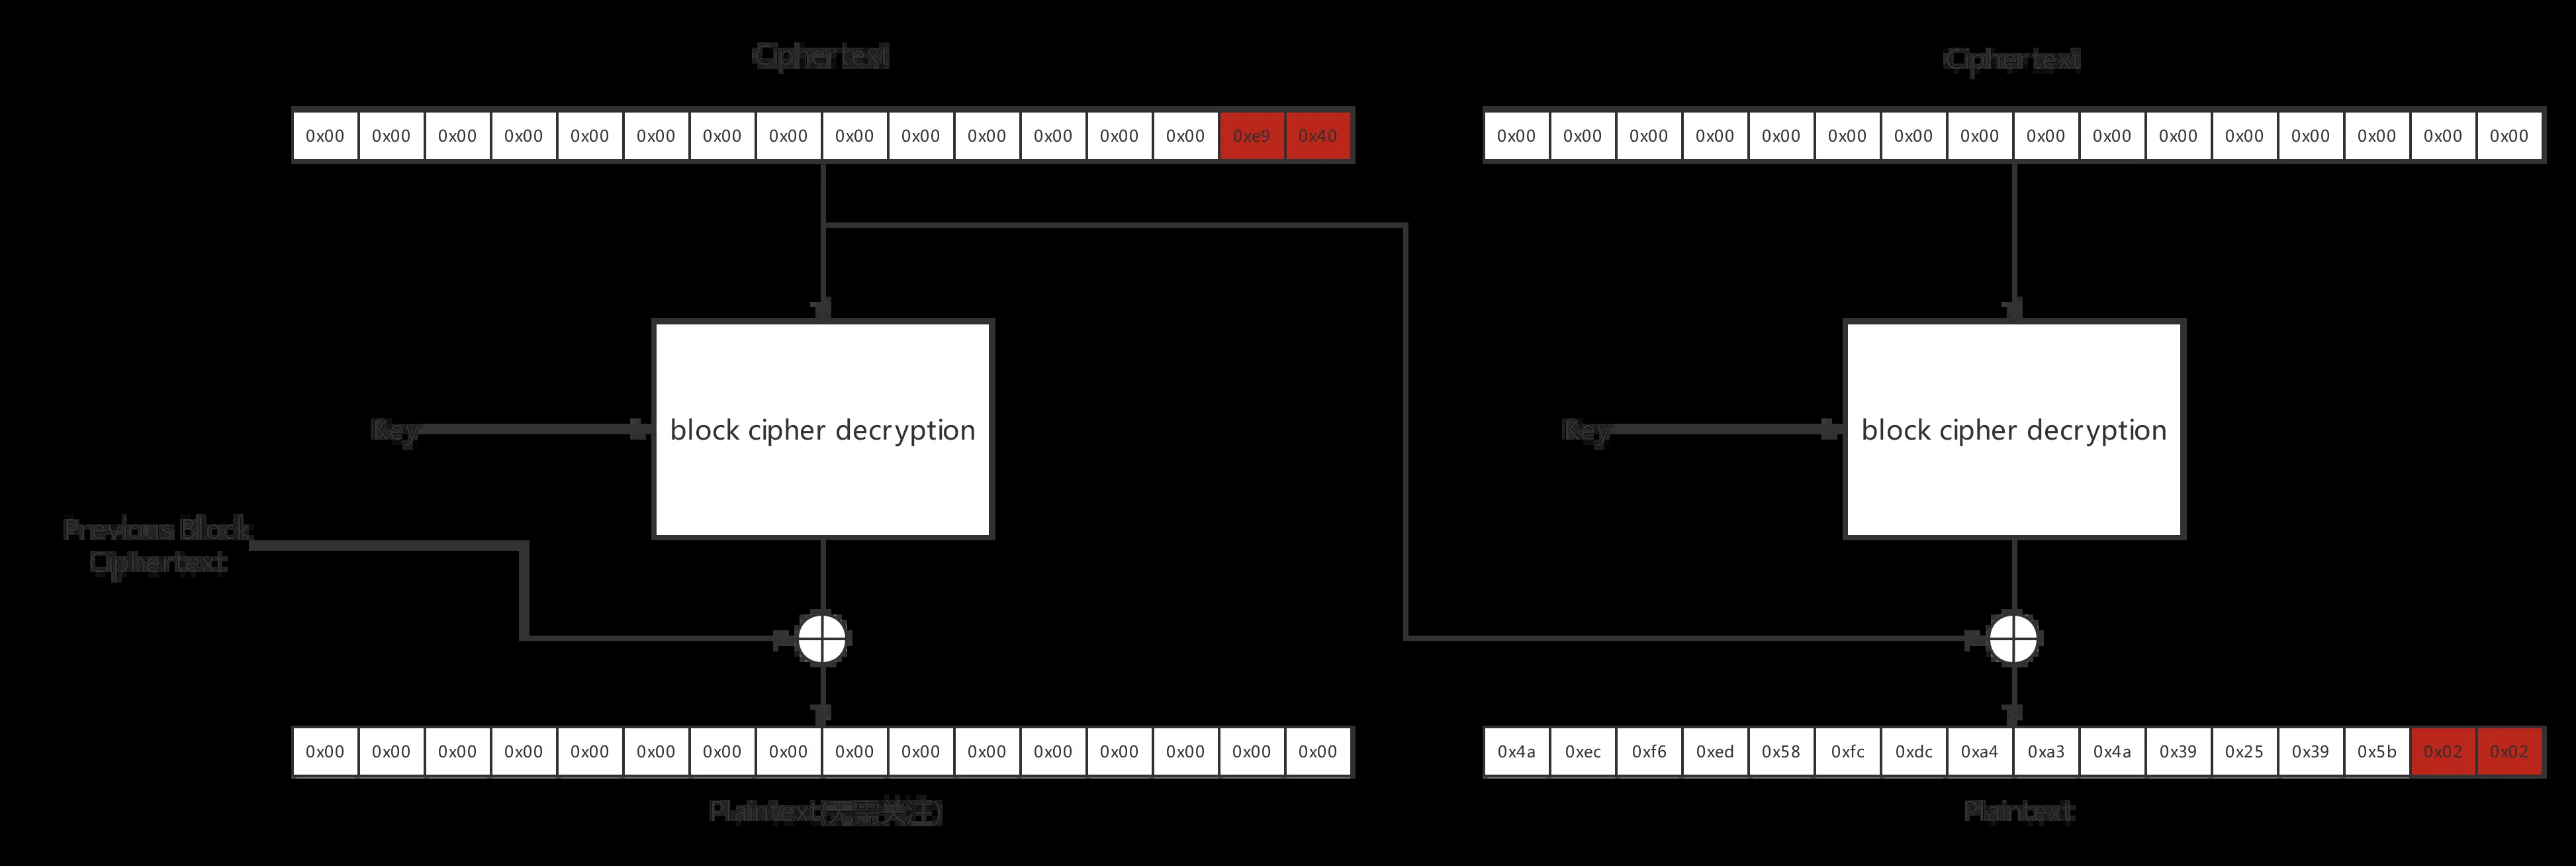 Ciphertext
Ciphertext
0x00 0x00 0x00 0x00 0x00 0x00 0x00 0x00 0x00 0x00 0x00 0x00 0x00 0x00 0xe9 0x40
0x00 0x00 0x00 0x00 0x00 0x00 0x00 0x00 0x00 0x00 0x00 0x00 0x00 0x00 0x00 0x00
Key
block cipher decryption
Key
block cipher decryption
Previous Block
Ciphertext
0x00 0x00 0x00 0x00 0x00 0x00 0x00 0x00 0x00 0x00 0x00 0x00 0x00 0x00 0x00 0x00
0x4a 0xec 0xf6 0xed 0x58 0xfc 0xdc 0xa4 0xa3 0x4a 0x39 0x25 0x39 0x5b 0x02 0x02
Plaintext(无需关注)
Plaintext